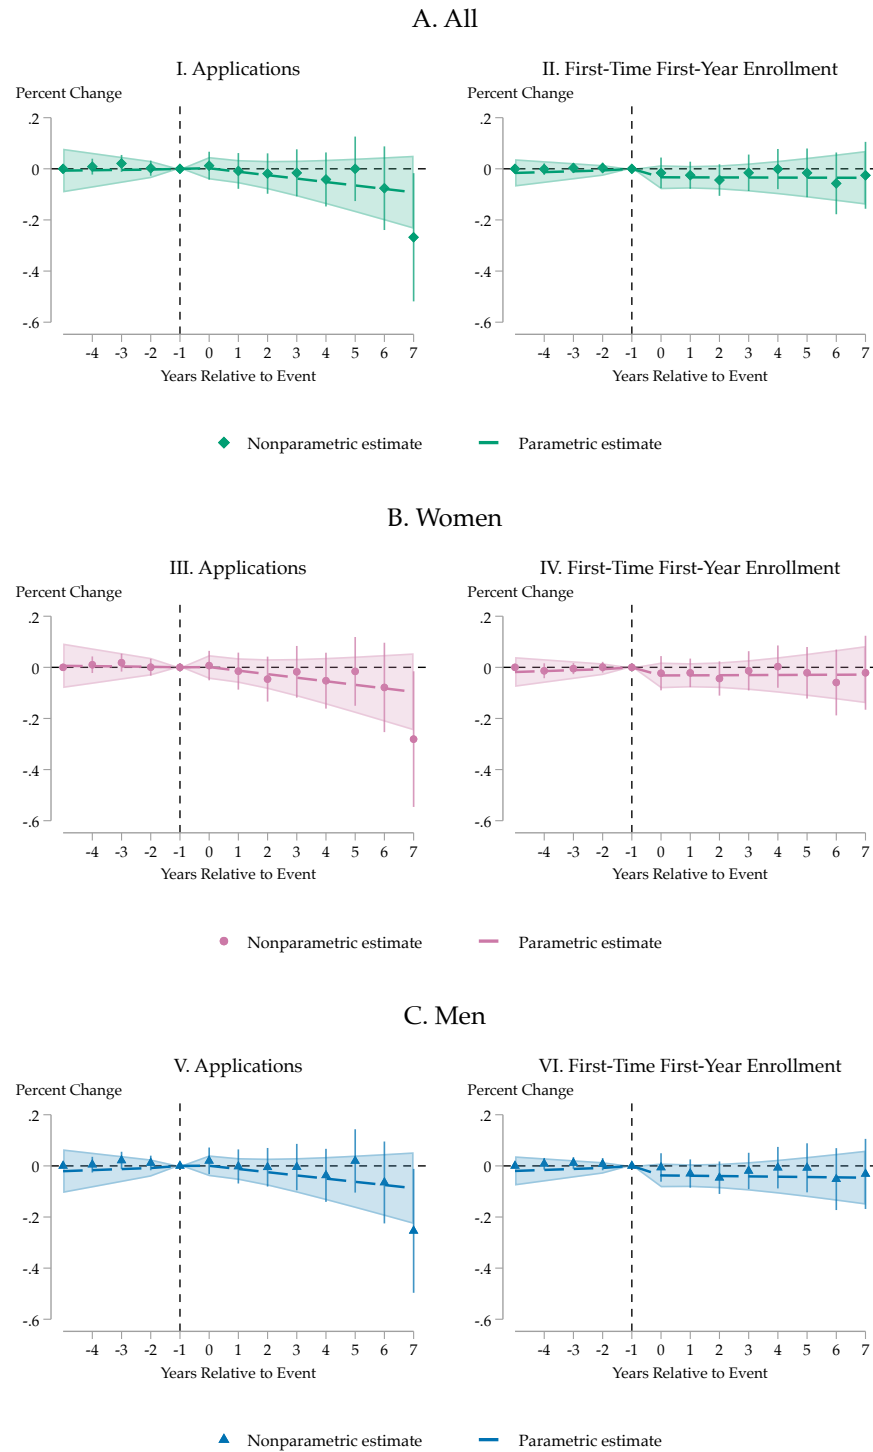 A. All
I. Applications
Percent Change
.2
0
-.2
-.4
-.6
-4 -3 -2 -1 0 1 2 3 4 5 6 7
Years Relative to Event
II. First-Time First-Year Enrollment
Percent Change
.2
0
-.2
-.4
-.6
-4 -3 -2 -1 0 1 2 3 4 5 6 7
Years Relative to Event
Nonparametric estimate
Parametric estimate
B. Women
III. Applications
Percent Change
.2
0
-.2
-.4
-.6
-4 -3 -2 -1 0 1 2 3 4 5 6 7
Years Relative to Event
IV. First-Time First-Year Enrollment
Percent Change
.2
0
-.2
-.4
-.6
-4 -3 -2 -1 0 1 2 3 4 5 6 7
Years Relative to Event
Nonparametric estimate
Parametric estimate
C. Men
V. Applications
Percent Change
.2
0
-.2
-.4
-.6
-4 -3 -2 -1 0 1 2 3 4 5 6 7
Years Relative to Event
VI. First-Time First-Year Enrollment
Percent Change
.2
0
-.2
-.4
-.6
-4 -3 -2 -1 0 1 2 3 4 5 6 7
Years Relative to Event
Nonparametric estimate
Parametric estimate